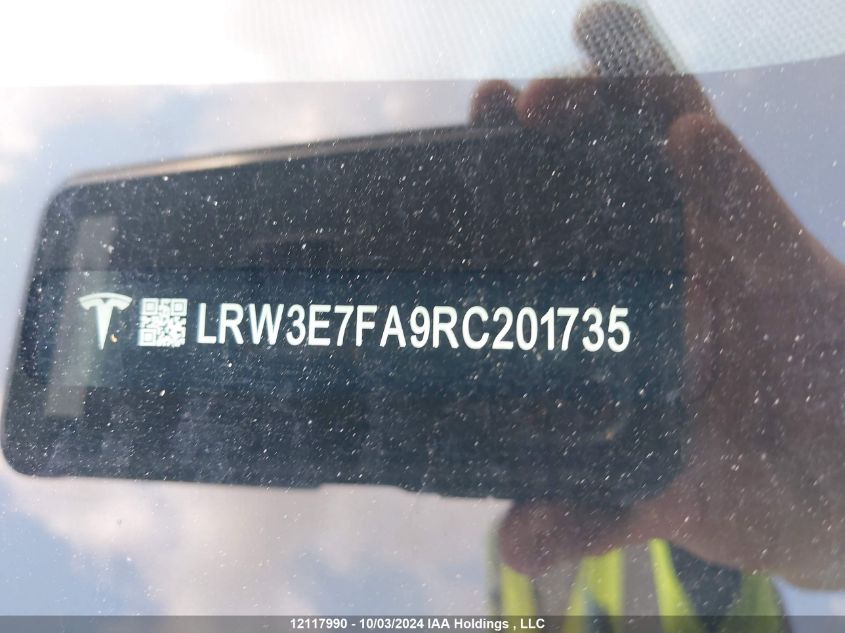 LRW3E7FA9RC201735
12117990 - 10/03/2024 IAA Holdings , LLC